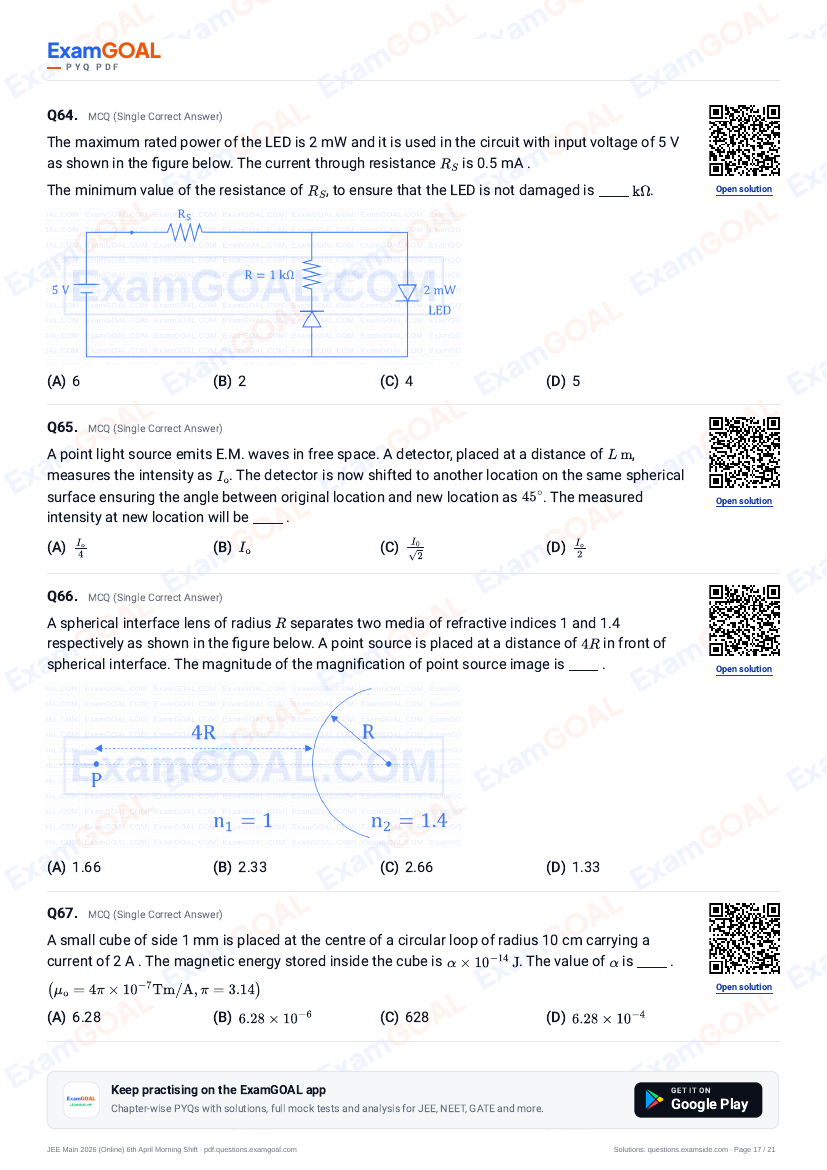 ExamGOAL
PYQ PDF
Q64. MCQ (Single Correct Answer)
The maximum rated power of the LED is 2 mW and it is used in the circuit with input voltage of 5 V
as shown in the figure below. The current through resistance R_S is 0.5 mA .
The minimum value of the resistance of R_S, to ensure that the LED is not damaged is ____ kΩ.
Open solution
R_S
R = 1 kΩ
5 V
2 mW
LED
ExamGOAL.COM
(A) 6 (B) 2 (C) 4 (D) 5
Q65. MCQ (Single Correct Answer)
A point light source emits E.M. waves in free space. A detector, placed at a distance of L m,
measures the intensity as I_o. The detector is now shifted to another location on the same spherical
surface ensuring the angle between original location and new location as 45°. The measured
intensity at new location will be ____ .
Open solution
(A) I_o/4 (B) I_o (C) I_0/√2 (D) I_o/2
Q66. MCQ (Single Correct Answer)
A spherical interface lens of radius R separates two media of refractive indices 1 and 1.4
respectively as shown in the figure below. A point source is placed at a distance of 4R in front of
spherical interface. The magnitude of the magnification of point source image is ____ .
Open solution
4R
R
ExamGOAL.COM
P
n₁ = 1
n₂ = 1.4
(A) 1.66 (B) 2.33 (C) 2.66 (D) 1.33
Q67. MCQ (Single Correct Answer)
A small cube of side 1 mm is placed at the centre of a circular loop of radius 10 cm carrying a
current of 2 A . The magnetic energy stored inside the cube is α × 10⁻¹⁴ J. The value of α is ____ .
(μ_o = 4π × 10⁻⁷Tm/A, π = 3.14)
Open solution
(A) 6.28 (B) 6.28 × 10⁻⁶ (C) 628 (D) 6.28 × 10⁻⁴
Keep practising on the ExamGOAL app
Chapter-wise PYQs with solutions, full mock tests and analysis for JEE, NEET, GATE and more.
ExamGOAL
GET IT ON
Google Play
JEE Main 2026 (Online) 6th April Morning Shift · pdf.questions.examgoal.com
Solutions: questions.examside.com · Page 17 / 21